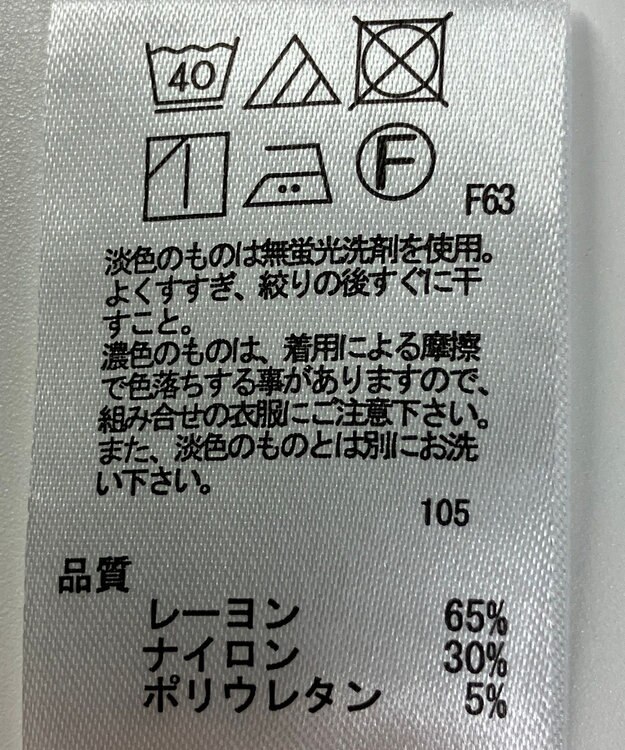 40
F
F63
淡色のものは無蛍光洗剤を使用。
よくすすぎ、絞りの後すぐに干
すこと。
濃色のものは、着用による摩擦
で色落ちする事がありますので、
組み合せの衣服にご注意下さい。
また、淡色のものとは別にお洗
い下さい。
105
品質
レーヨン 65%
ナイロン 30%
ポリウレタン 5%